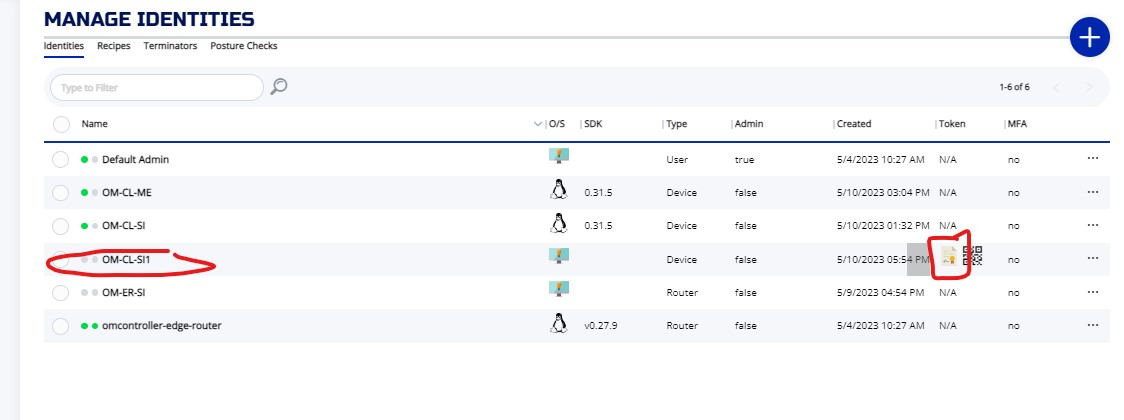 MANAGE IDENTITIES
Identities Recipes Terminators Posture Checks
Type to Filter 1-6 of 6
Name O/S SDK Type Admin Created Token MFA
Default Admin User true 5/4/2023 10:27 AM N/A no ...
OM-CL-ME 0.31.5 Device false 5/10/2023 03:04 PM N/A no ...
OM-CL-SI 0.31.5 Device false 5/10/2023 01:32 PM N/A no ...
OM-CL-SI1 Device false 5/10/2023 05:54 PM no ...
OM-ER-SI Router false 5/9/2023 04:54 PM N/A no ...
omcontroller-edge-router v0.27.9 Router false 5/4/2023 10:27 AM N/A no ...